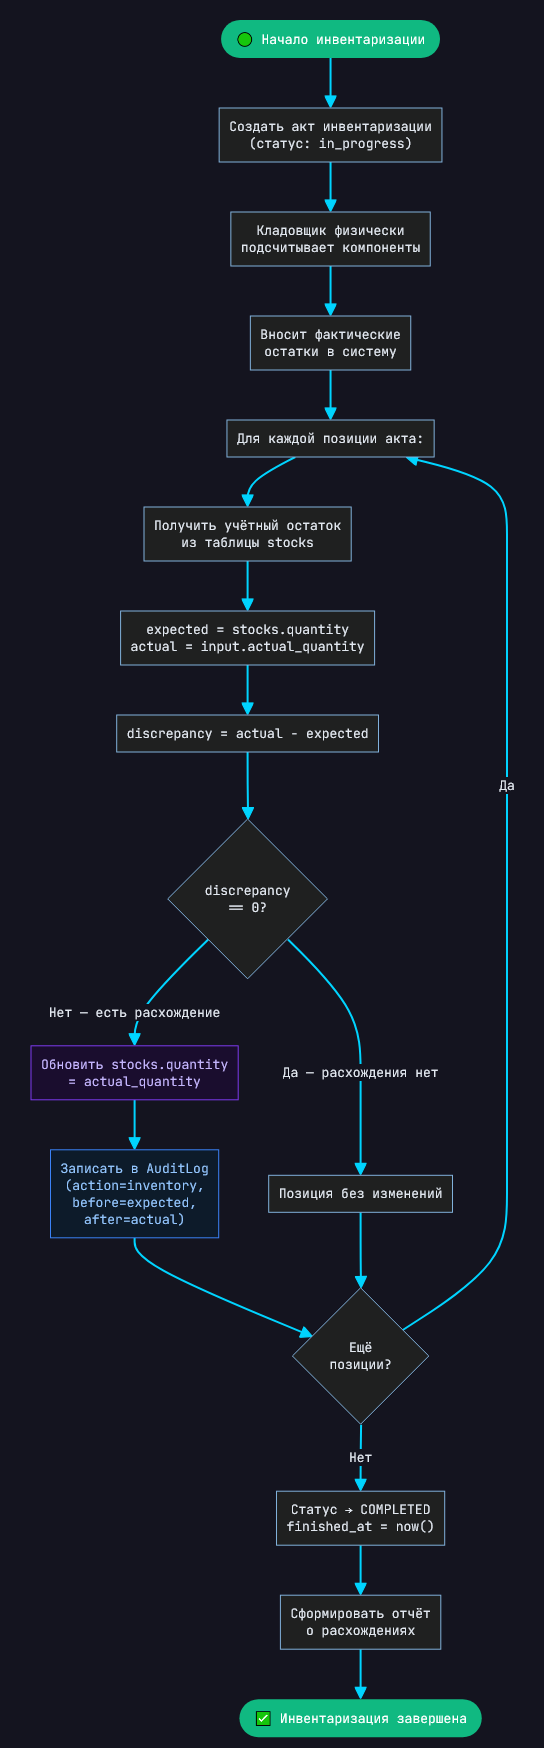 Начало инвентаризации
Создать акт инвентаризации
(статус: in_progress)
Кладовщик физически
подсчитывает компоненты
Вносит фактические
остатки в систему
Для каждой позиции акта:
Получить учётный остаток
из таблицы stocks
expected = stocks.quantity
actual = input.actual_quantity
discrepancy = actual - expected
Да
discrepancy
== 0?
Нет — есть расхождение
Обновить stocks.quantity
= actual_quantity
Да — расхождения нет
Записать в AuditLog
(action=inventory,
before=expected,
after=actual)
Позиция без изменений
Ещё
позиции?
Нет
Статус → COMPLETED
finished_at = now()
Сформировать отчёт
о расхождениях
Инвентаризация завершена